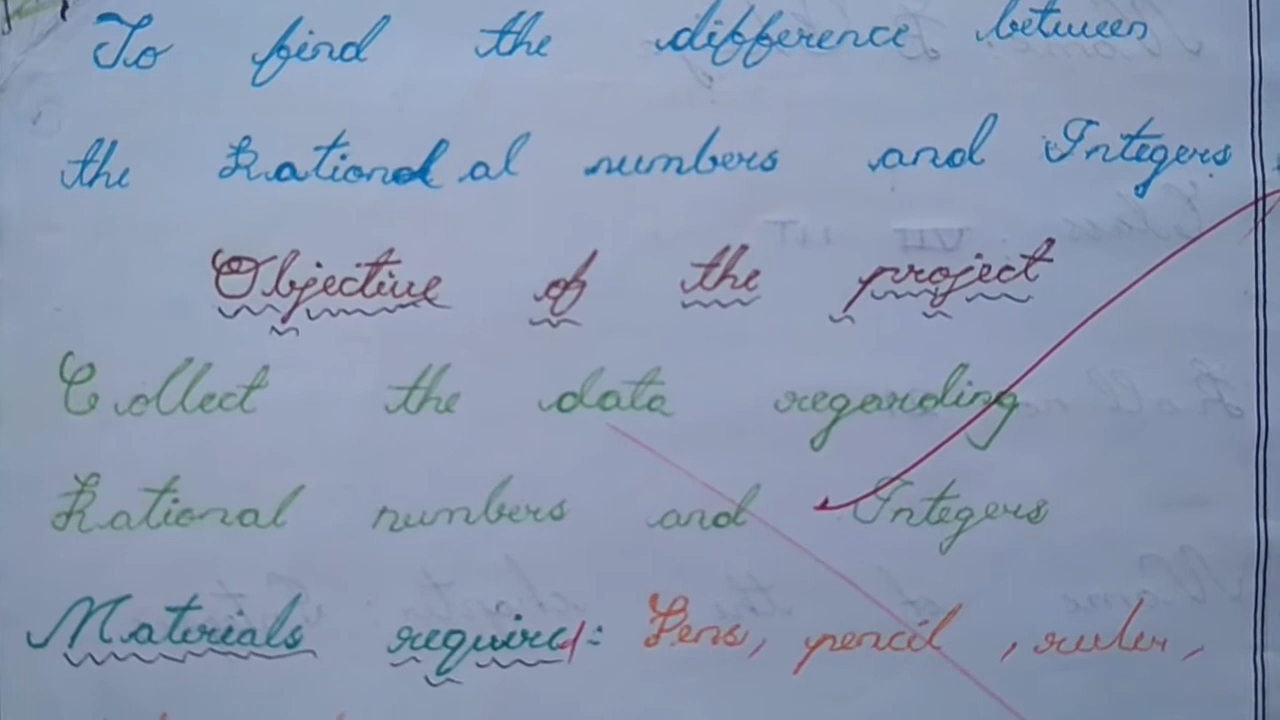 To find the difference between
the Rational numbers and Integers
Objective of the project
Collect the data regarding
Rational numbers and Integers
Materials required: Pens, pencil, ruler,